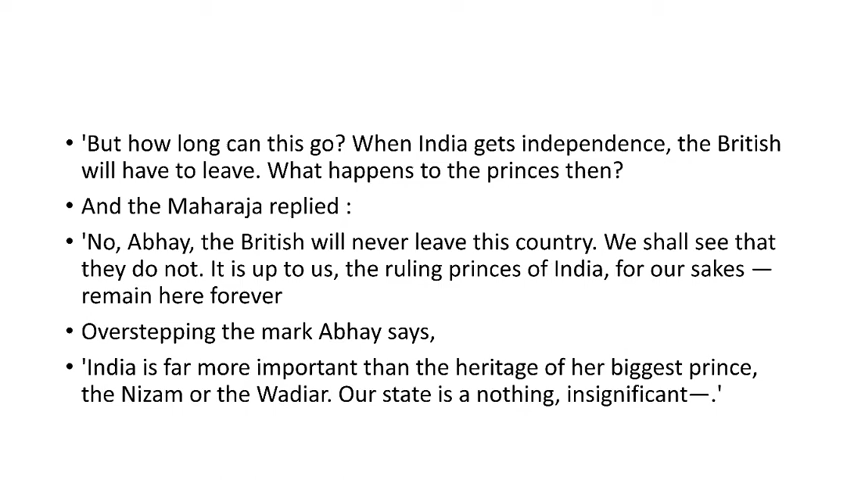 • 'But how long can this go? When India gets independence, the British
will have to leave. What happens to the princes then?
• And the Maharaja replied :
• 'No, Abhay, the British will never leave this country. We shall see that
they do not. It is up to us, the ruling princes of India, for our sakes —
remain here forever
• Overstepping the mark Abhay says,
• 'India is far more important than the heritage of her biggest prince,
the Nizam or the Wadiar. Our state is a nothing, insignificant—.'